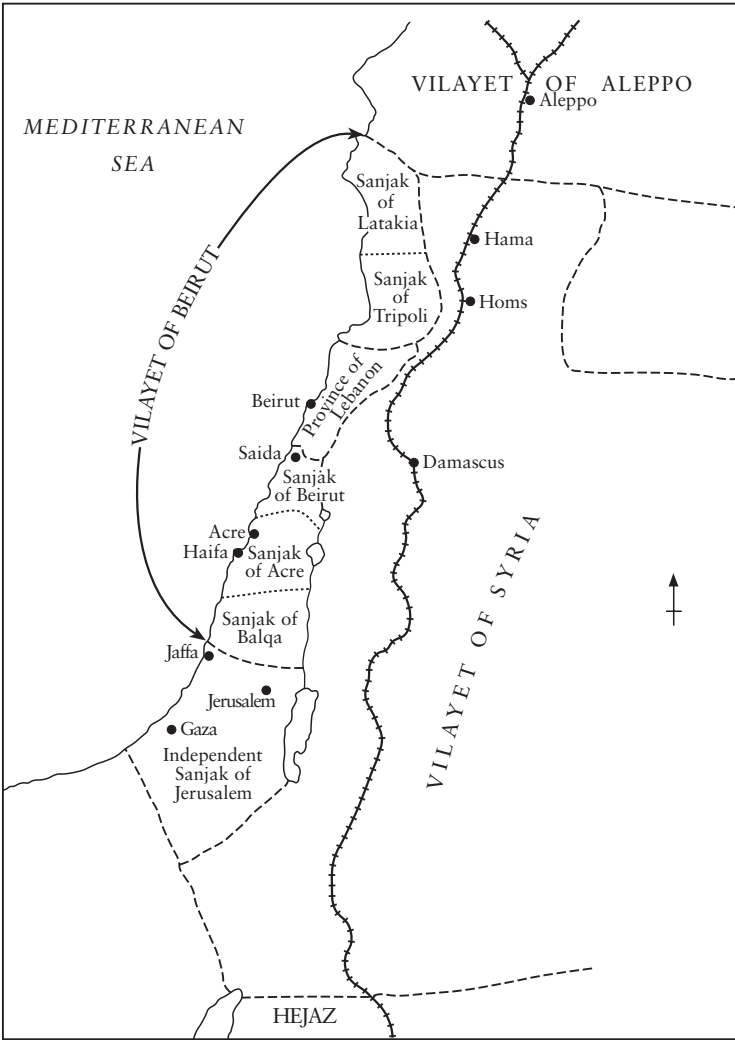 VILAYET OF ALEPPO
Aleppo
MEDITERRANEAN
SEA
Sanjak
of
Latakia
Hama
VILAYET OF BEIRUT
Sanjak
of
Tripoli
Homs
Province of
Lebanon
Beirut
Saida
Damascus
Sanjak
of Beirut
Acre
Haifa
Sanjak
of Acre
VILAYET OF SYRIA
Sanjak of
Balqa
Jaffa
Jerusalem
Gaza
Independent
Sanjak of
Jerusalem
HEJAZ